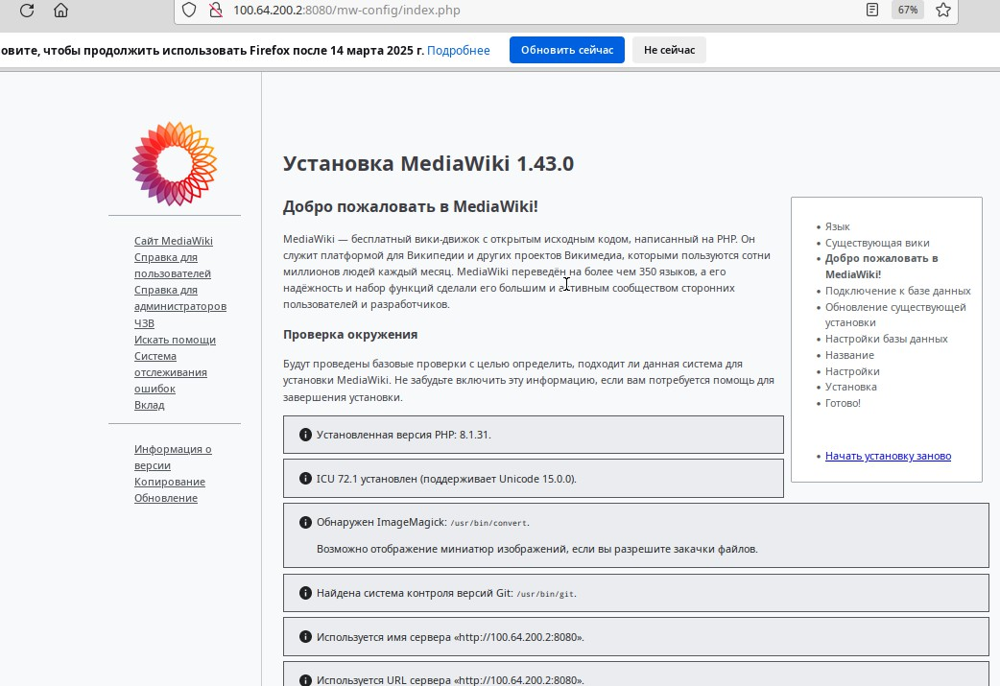 100.64.200.2:8080/mw-config/index.php
67%
овите, чтобы продолжить использовать Firefox после 14 марта 2025 г. Подробнее
Обновить сейчас
Не сейчас
Сайт MediaWiki
Справка для
пользователей
Справка для
администраторов
ЧЗВ
Искать помощи
Система
отслеживания
ошибок
Вклад
Информация о
версии
Копирование
Обновление
Установка MediaWiki 1.43.0
Добро пожаловать в MediaWiki!
MediaWiki — бесплатный вики-движок с открытым исходным кодом, написанный на PHP. Он
служит платформой для Википедии и других проектов Викимедиа, которыми пользуются сотни
миллионов людей каждый месяц. MediaWiki переведён на более чем 350 языков, а его
надёжность и набор функций сделали его большим и активным сообществом сторонних
пользователей и разработчиков.
Проверка окружения
Будут проведены базовые проверки с целью определить, подходит ли данная система для
установки MediaWiki. Не забудьте включить эту информацию, если вам потребуется помощь для
завершения установки.
Установленная версия PHP: 8.1.31.
ICU 72.1 установлен (поддерживает Unicode 15.0.0).
Обнаружен ImageMagick: /usr/bin/convert.
Возможно отображение миниатюр изображений, если вы разрешите закачки файлов.
Найдена система контроля версий Git: /usr/bin/git.
Используется имя сервера «http://100.64.200.2:8080».
Используется URL сервера «http://100.64.200.2:8080».
Язык
Существующая вики
Добро пожаловать в
MediaWiki!
Подключение к базе данных
Обновление существующей
установки
Настройки базы данных
Название
Настройки
Установка
Готово!
Начать установку заново